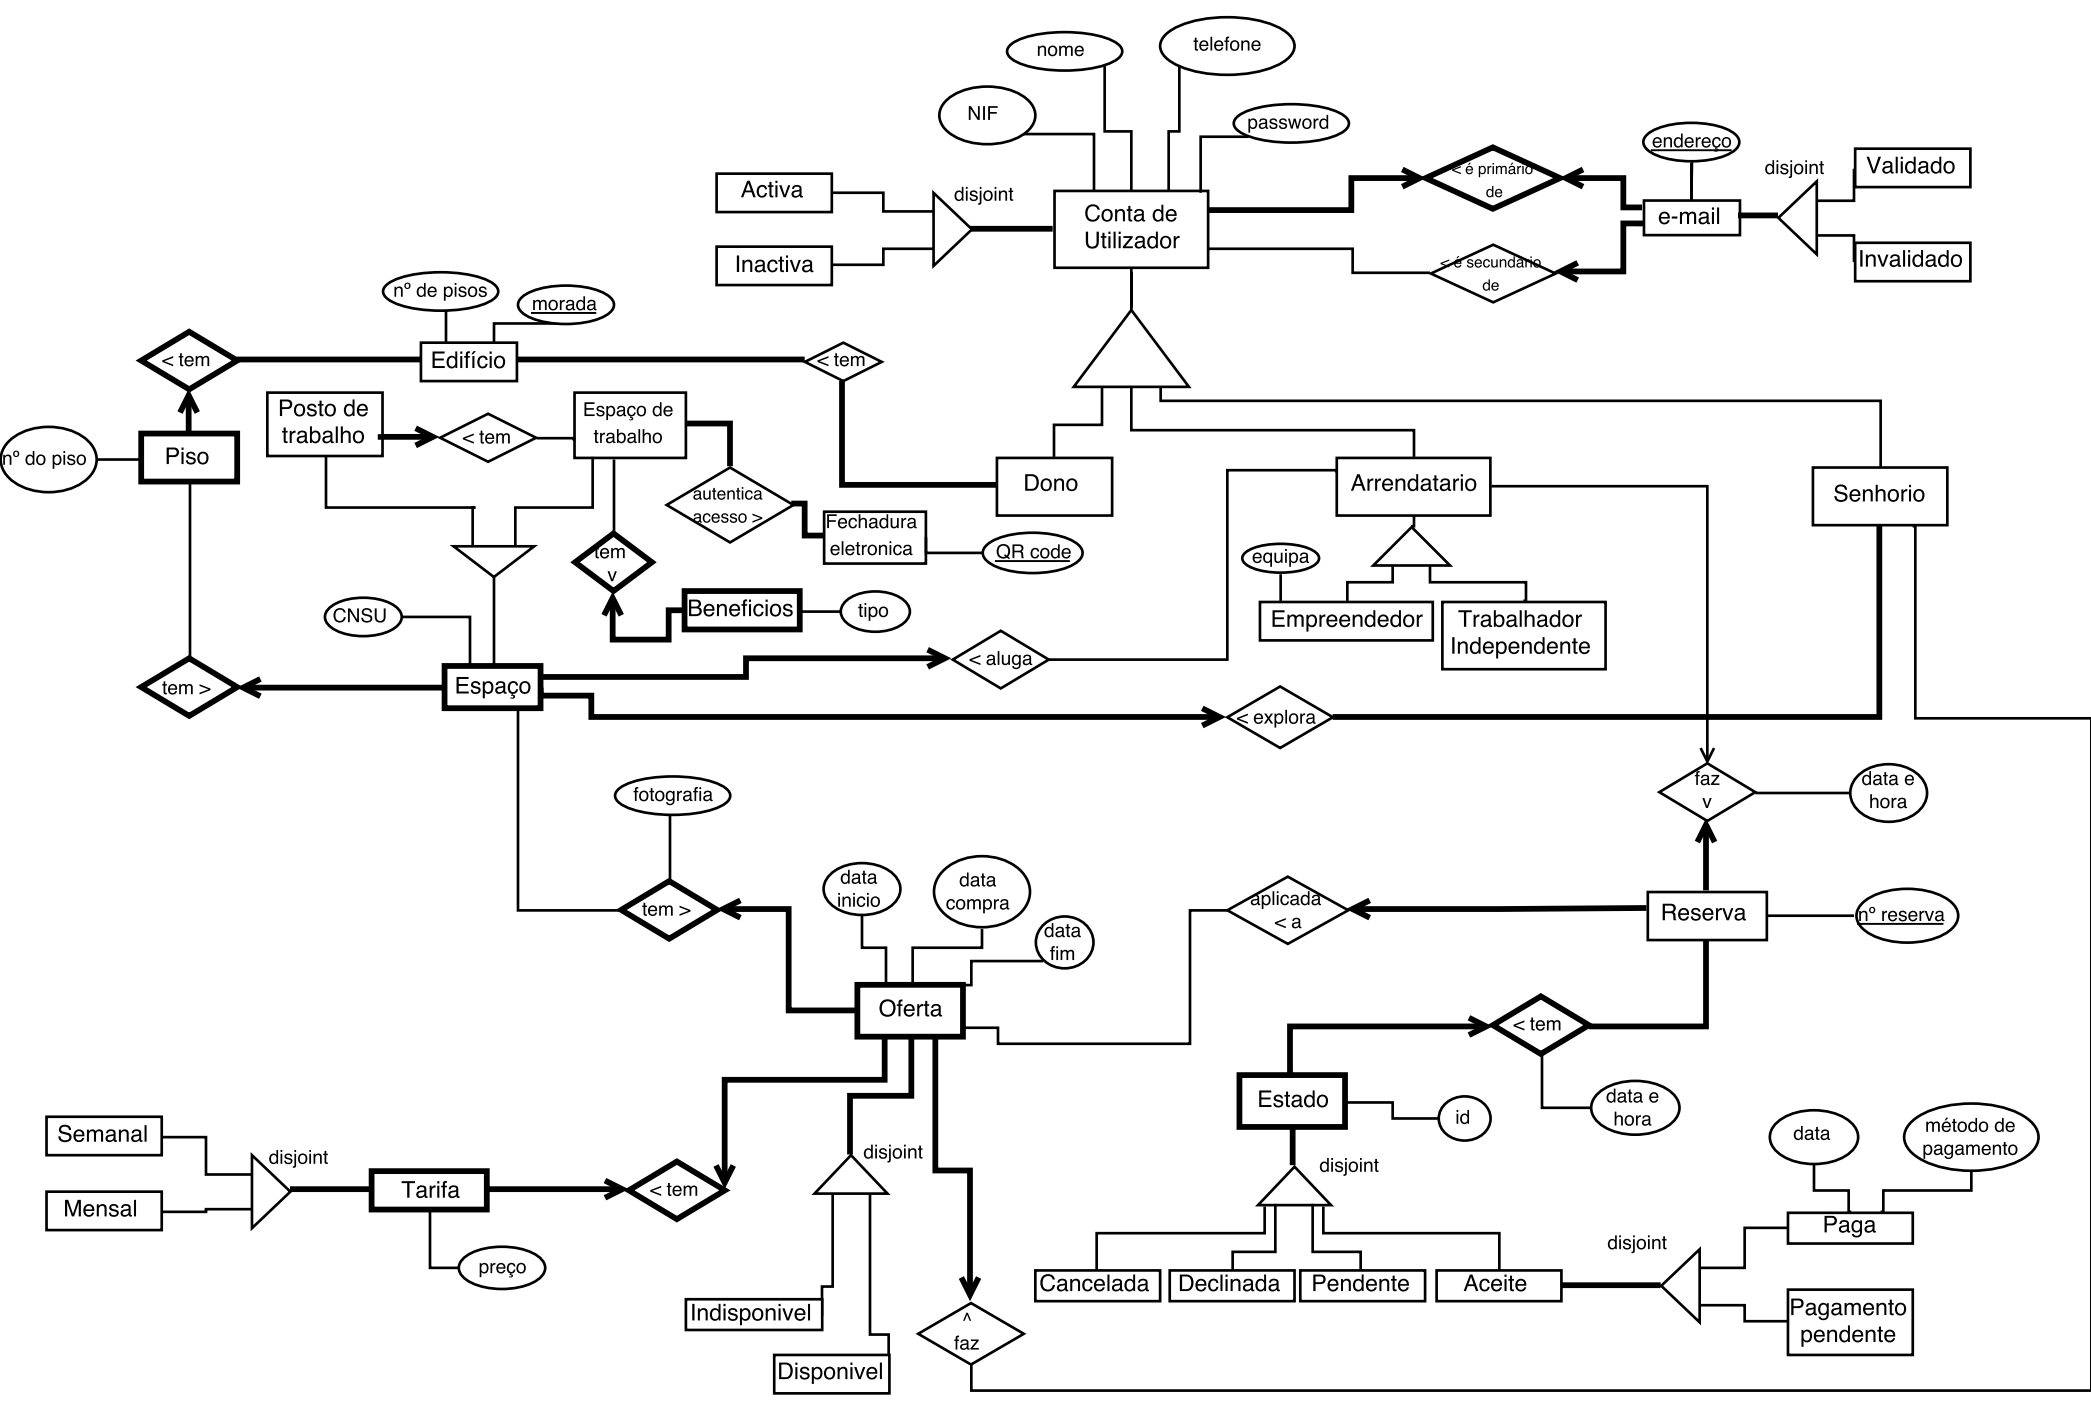 nome
telefone
NIF
password
endereço
disjoint
Validado
Activa
disjoint
< é primário
de
Conta de
Utilizador
e-mail
Inactiva
< é secundário
de
Invalidado
nº de pisos
morada
< tem
Edifício
< tem
Posto de
trabalho
< tem
Espaço de
trabalho
nº do piso
Piso
autentica
acesso >
Dono
Arrendatario
Senhorio
Fechadura
eletronica
QR code
tem
v
equipa
CNSU
Beneficios
tipo
Empreendedor
Trabalhador
Independente
tem >
Espaço
< aluga
< explora
fotografia
faz
v
data e
hora
data
inicio
data
compra
data
fim
tem >
aplicada
< a
Reserva
nº reserva
Oferta
< tem
Estado
id
data e
hora
data
método de
pagamento
Semanal
disjoint
Mensal
Tarifa
< tem
disjoint
disjoint
preço
Paga
disjoint
Cancelada
Declinada
Pendente
Aceite
Indisponivel
Disponivel
^
faz
Pagamento
pendente